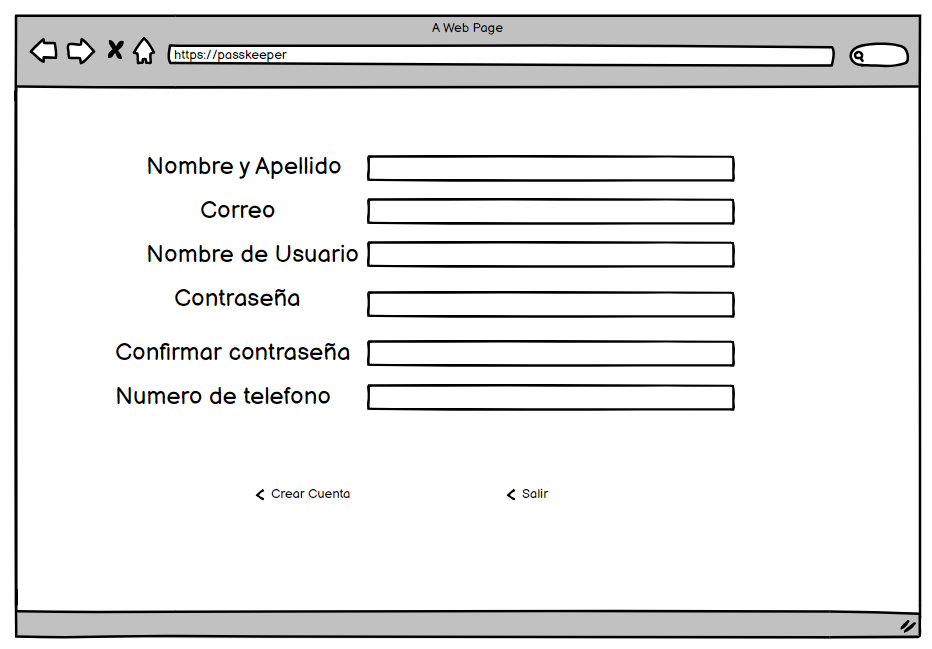 A Web Page
https://passkeeper
Nombre y Apellido
Correo
Nombre de Usuario
Contraseña
Confirmar contraseña
Numero de telefono
Crear Cuenta
Salir